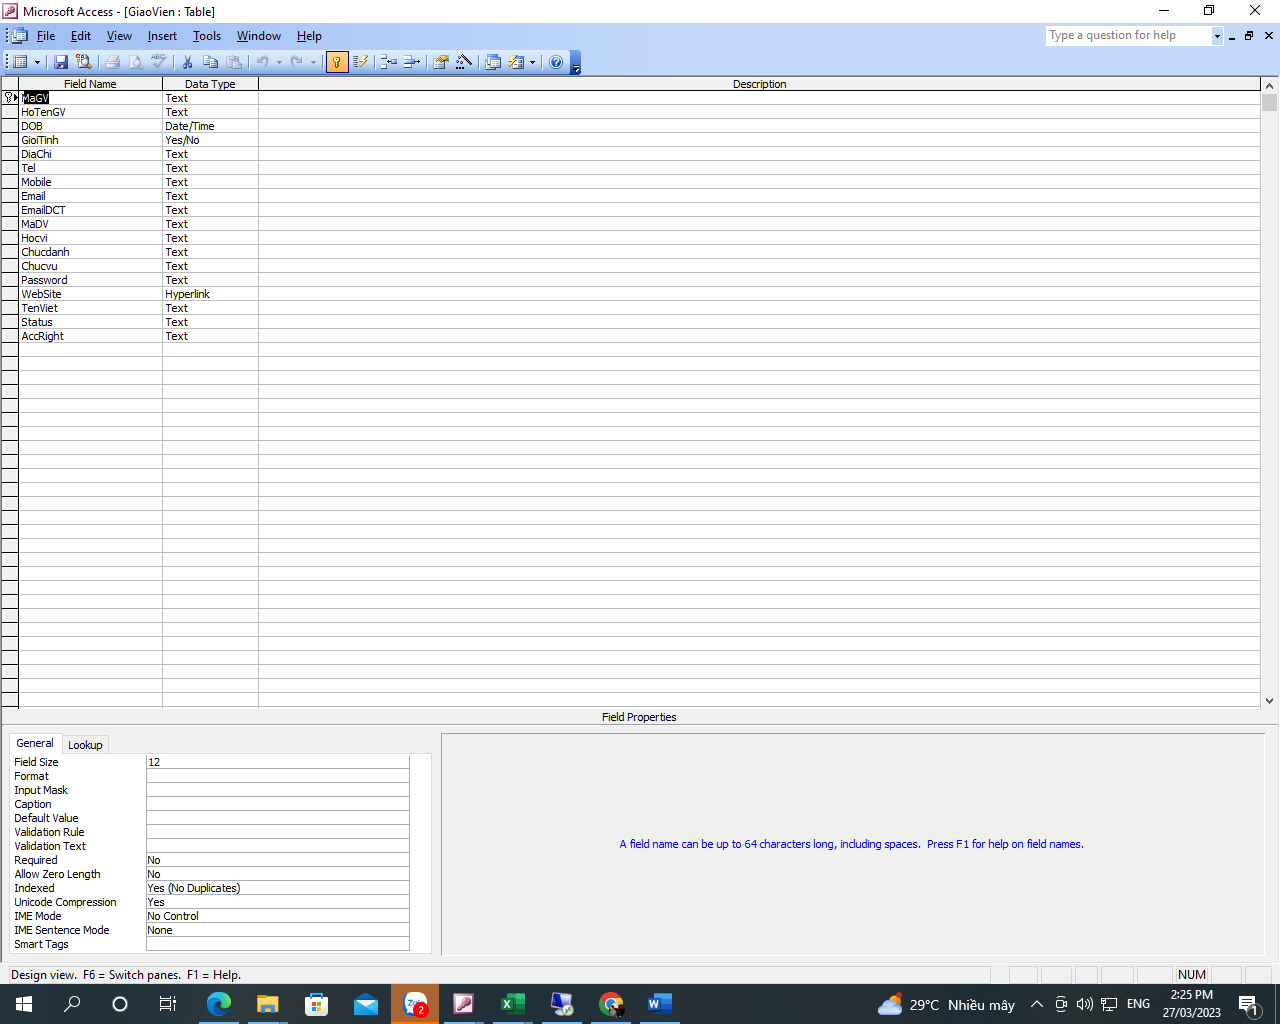 Microsoft Access - [GiaoVien : Table]
File Edit View Insert Tools Window Help
Type a question for help
Field Name Data Type Description
MaGV Text
HoTenGV Text
DOB Date/Time
GioiTinh Yes/No
DiaChi Text
Tel Text
Mobile Text
Email Text
EmailDCT Text
MaDV Text
Hocvi Text
Chucdanh Text
Chucvu Text
Password Text
WebSite Hyperlink
TenViet Text
Status Text
AccRight Text
Field Properties
General Lookup
Field Size 12
Format
Input Mask
Caption
Default Value
Validation Rule
Validation Text
Required No
Allow Zero Length No
Indexed Yes (No Duplicates)
Unicode Compression Yes
IME Mode No Control
IME Sentence Mode None
Smart Tags
A field name can be up to 64 characters long, including spaces. Press F1 for help on field names.
Design view. F6 = Switch panes. F1 = Help.
NUM
Zalo 2
29°C Nhiều mây
ENG
2:25 PM
27/03/2023
1